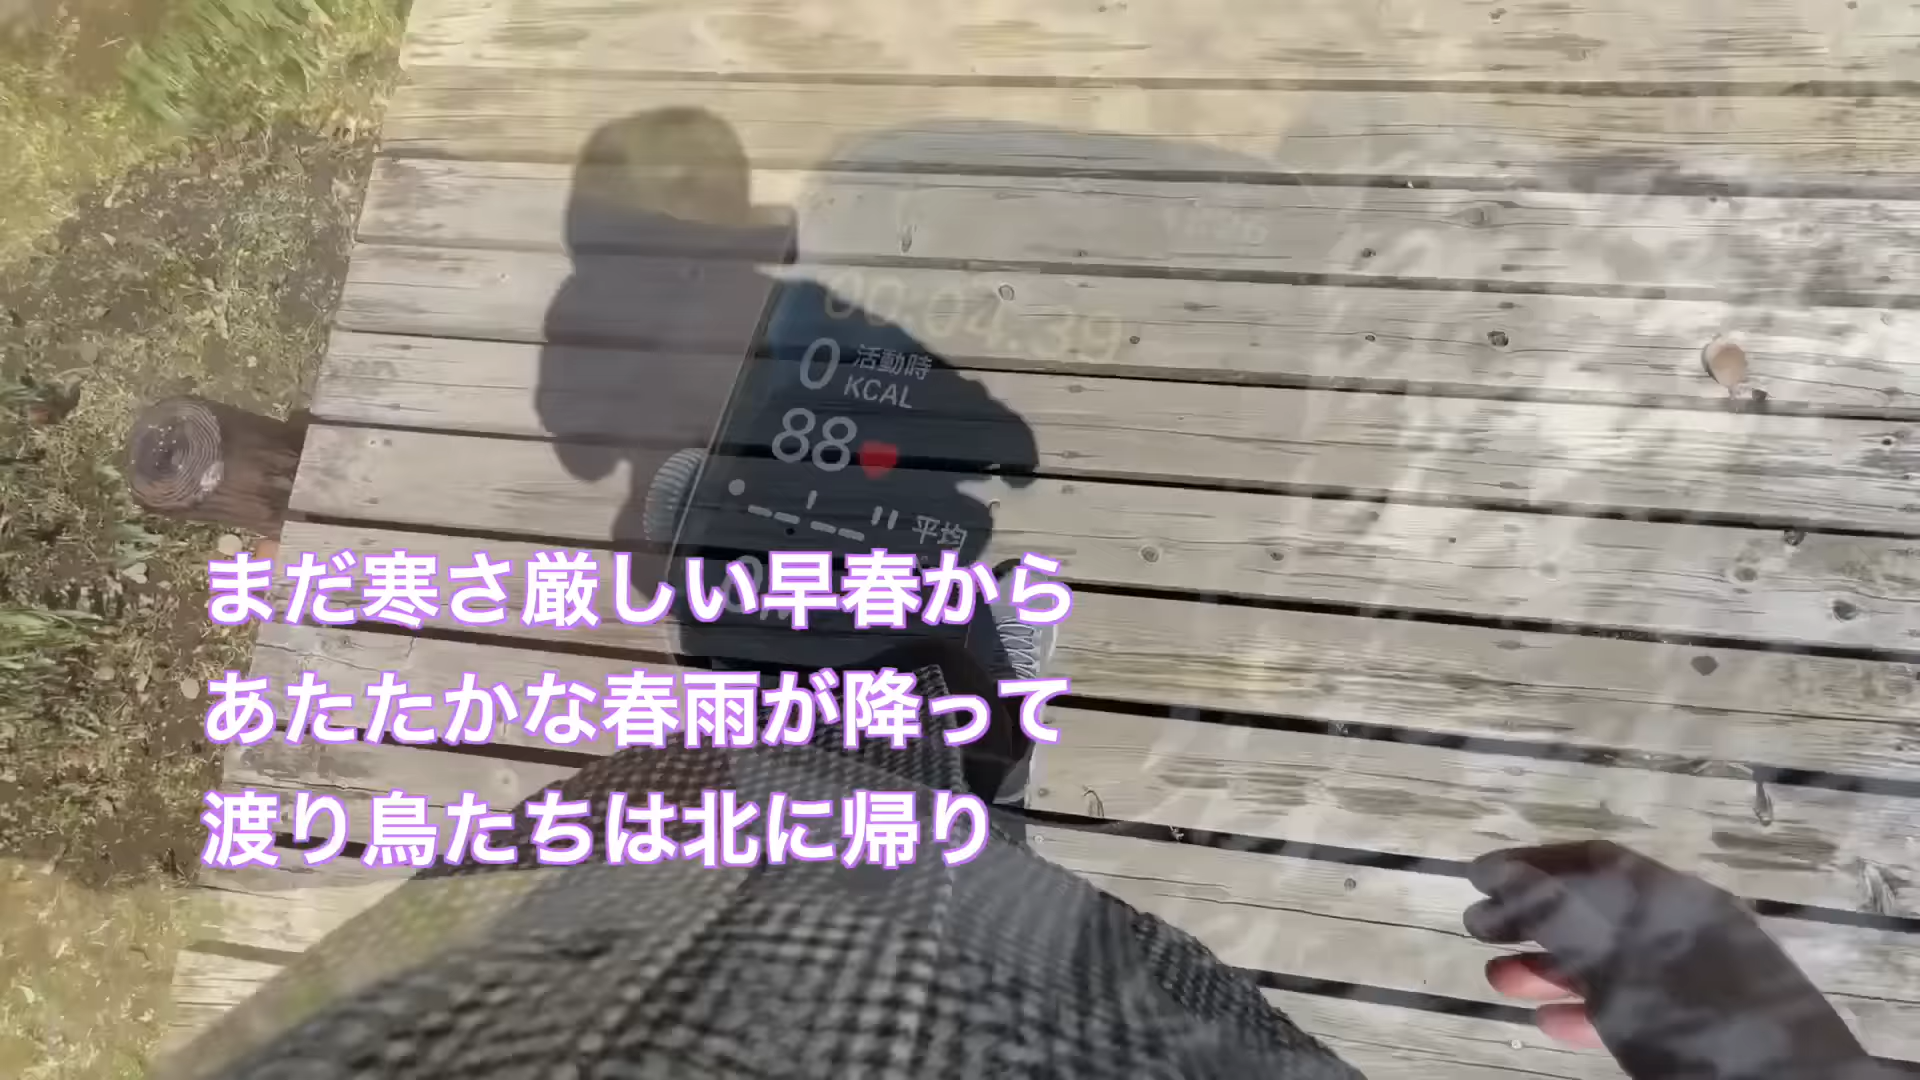 00:04.39
0 活動時
KCAL
88
-'--" 平均
まだ寒さ厳しい早春から
あたたかな春雨が降って
渡り鳥たちは北に帰り